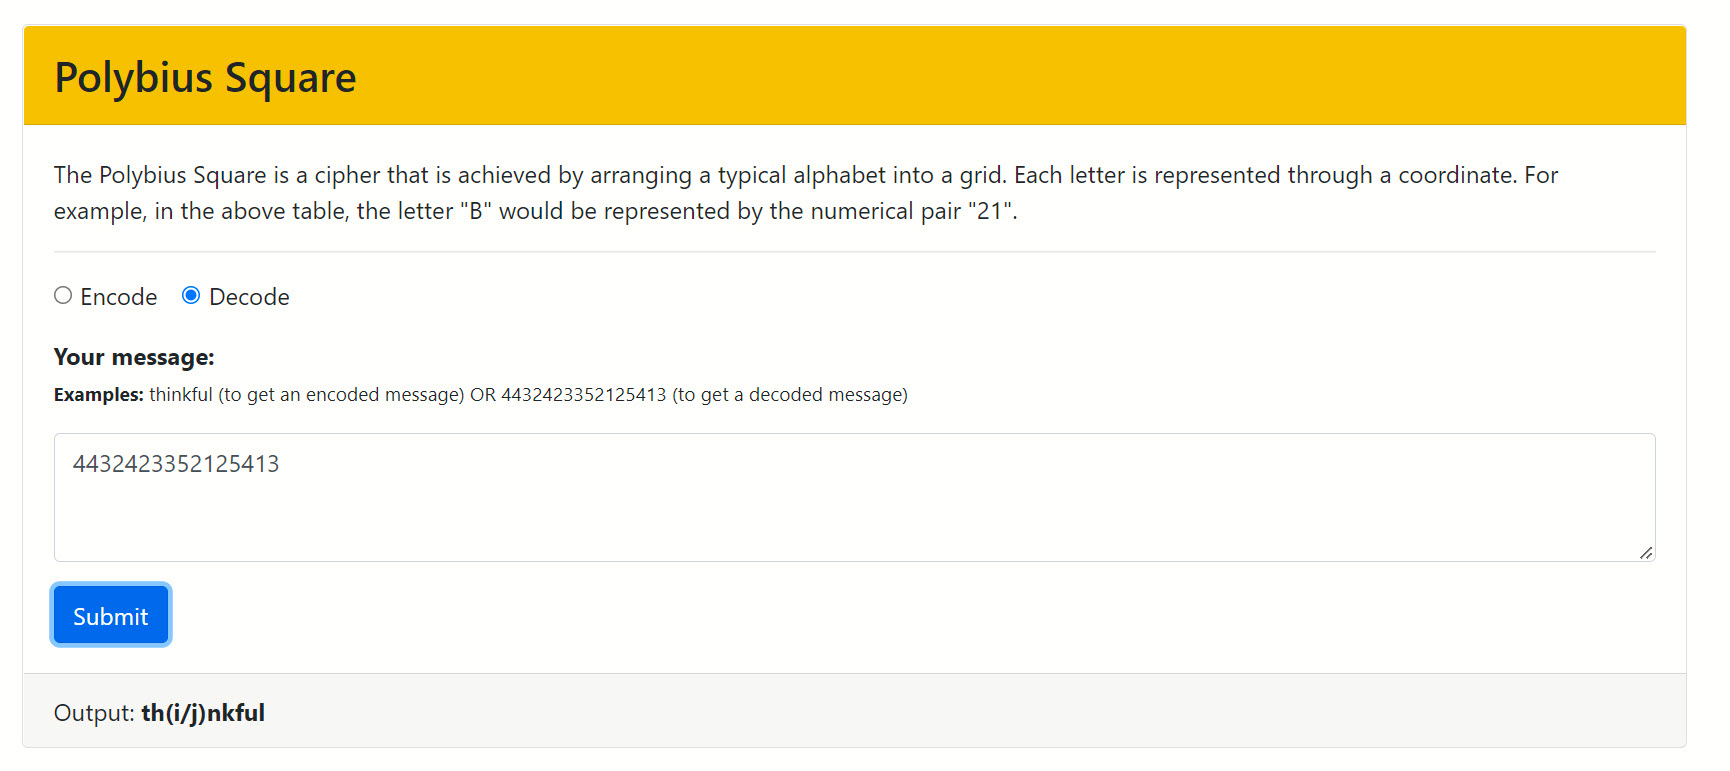 Polybius Square
The Polybius Square is a cipher that is achieved by arranging a typical alphabet into a grid. Each letter is represented through a coordinate. For
example, in the above table, the letter "B" would be represented by the numerical pair "21".
Encode Decode
Your message:
Examples: thinkful (to get an encoded message) OR 4432423352125413 (to get a decoded message)
4432423352125413
Submit
Output: th(i/j)nkful